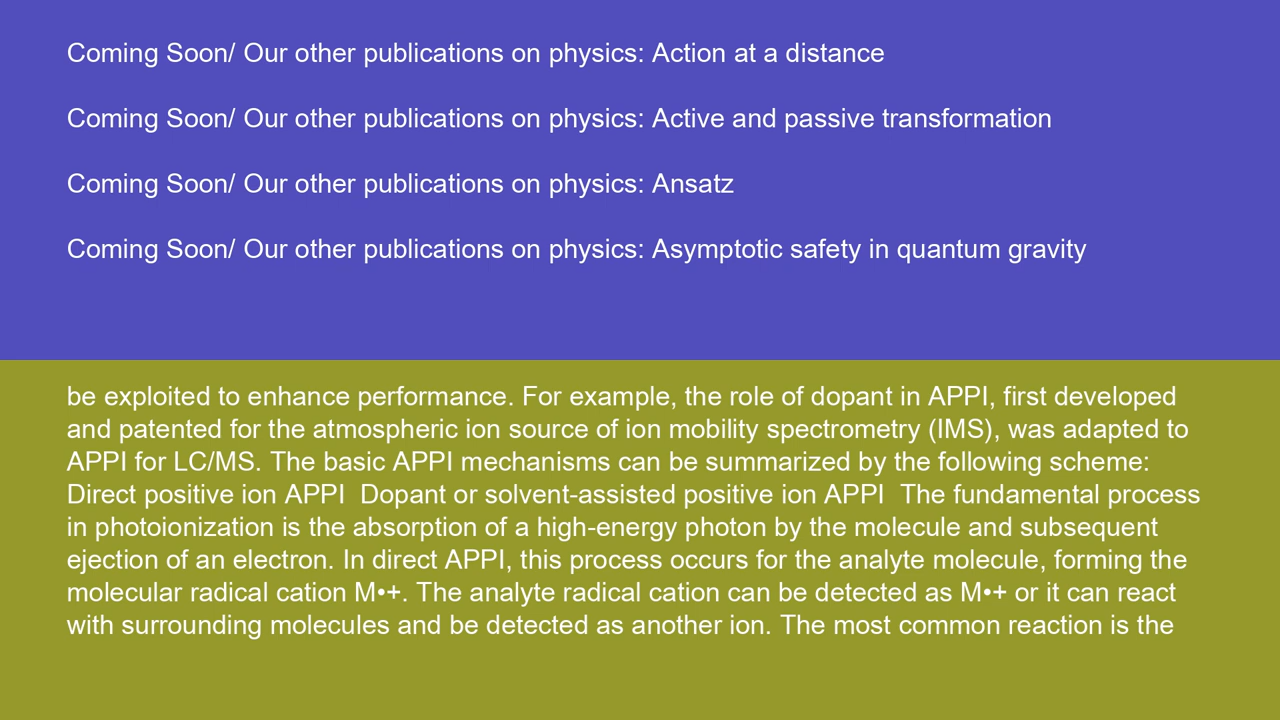 Coming Soon/ Our other publications on physics: Action at a distance
Coming Soon/ Our other publications on physics: Active and passive transformation
Coming Soon/ Our other publications on physics: Ansatz
Coming Soon/ Our other publications on physics: Asymptotic safety in quantum gravity
be exploited to enhance performance. For example, the role of dopant in APPI, first developed
and patented for the atmospheric ion source of ion mobility spectrometry (IMS), was adapted to
APPI for LC/MS. The basic APPI mechanisms can be summarized by the following scheme:
Direct positive ion APPI  Dopant or solvent-assisted positive ion APPI  The fundamental process
in photoionization is the absorption of a high-energy photon by the molecule and subsequent
ejection of an electron. In direct APPI, this process occurs for the analyte molecule, forming the
molecular radical cation M•+. The analyte radical cation can be detected as M•+ or it can react
with surrounding molecules and be detected as another ion. The most common reaction is the